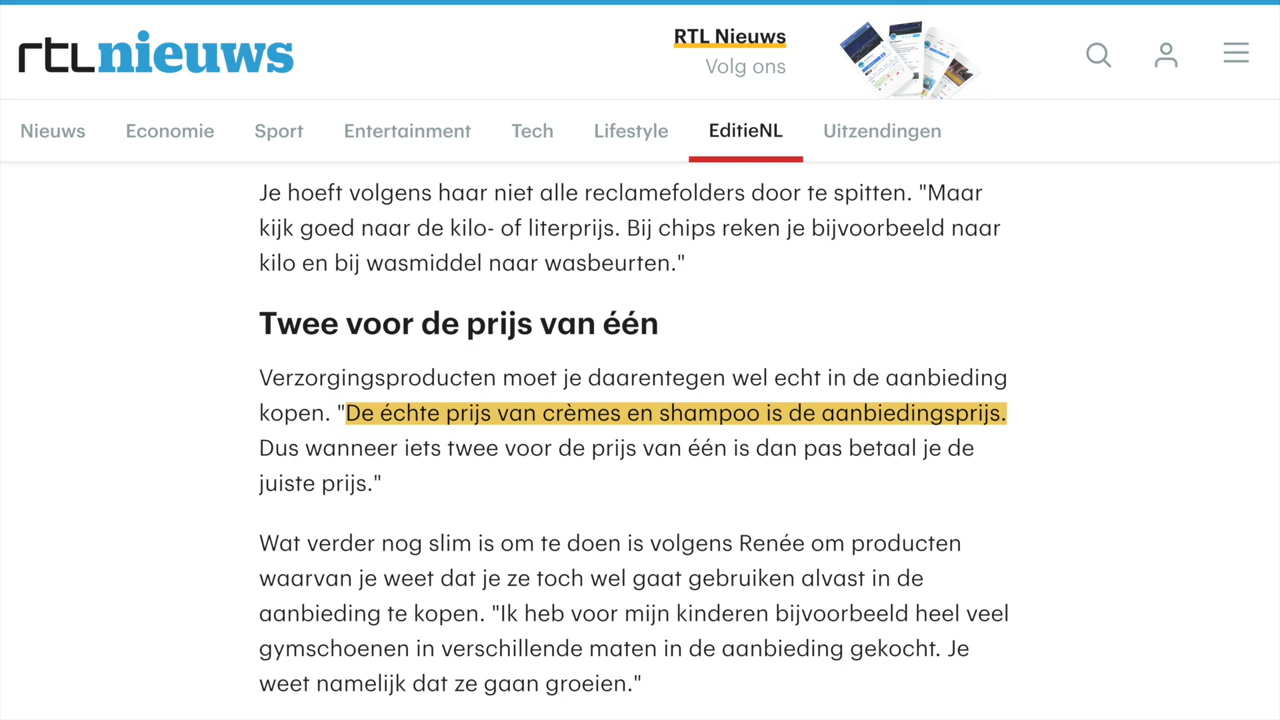 rtlnieuws
RTL Nieuws
Volg ons
Nieuws Economie Sport Entertainment Tech Lifestyle EditieNL Uitzendingen
Je hoeft volgens haar niet alle reclamefolders door te spitten. "Maar
kijk goed naar de kilo- of literprijs. Bij chips reken je bijvoorbeeld naar
kilo en bij wasmiddel naar wasbeurten."
Twee voor de prijs van één
Verzorgingsproducten moet je daarentegen wel echt in de aanbieding
kopen. "De échte prijs van crèmes en shampoo is de aanbiedingsprijs.
Dus wanneer iets twee voor de prijs van één is dan pas betaal je de
juiste prijs."
Wat verder nog slim is om te doen is volgens Renée om producten
waarvan je weet dat je ze toch wel gaat gebruiken alvast in de
aanbieding te kopen. "Ik heb voor mijn kinderen bijvoorbeeld heel veel
gymschoenen in verschillende maten in de aanbieding gekocht. Je
weet namelijk dat ze gaan groeien."